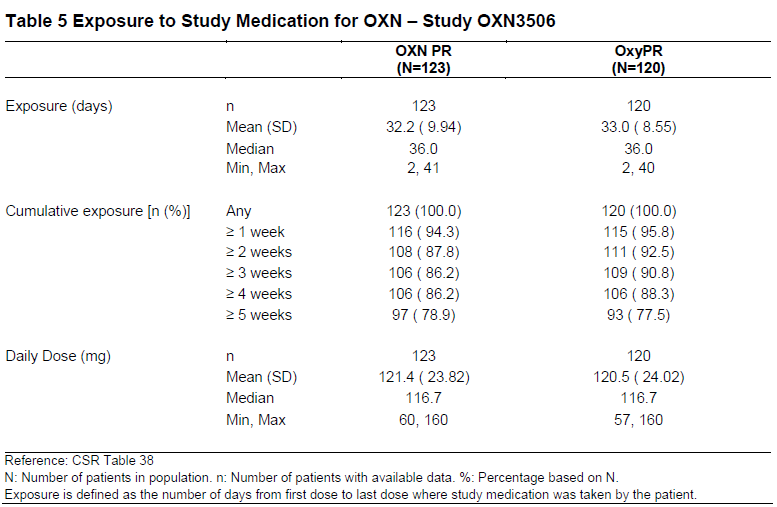 Table 5 Exposure to Study Medication for OXN – Study OXN3506
OXN PR OxyPR
(N=123) (N=120)
Exposure (days) n 123 120
Mean (SD) 32.2 ( 9.94) 33.0 ( 8.55)
Median 36.0 36.0
Min, Max 2, 41 2, 40
Cumulative exposure [n (%)] Any 123 (100.0) 120 (100.0)
≥ 1 week 116 ( 94.3) 115 ( 95.8)
≥ 2 weeks 108 ( 87.8) 111 ( 92.5)
≥ 3 weeks 106 ( 86.2) 109 ( 90.8)
≥ 4 weeks 106 ( 86.2) 106 ( 88.3)
≥ 5 weeks 97 ( 78.9) 93 ( 77.5)
Daily Dose (mg) n 123 120
Mean (SD) 121.4 ( 23.82) 120.5 ( 24.02)
Median 116.7 116.7
Min, Max 60, 160 57, 160
Reference: CSR Table 38
N: Number of patients in population. n: Number of patients with available data. %: Percentage based on N.
Exposure is defined as the number of days from first dose to last dose where study medication was taken by the patient.